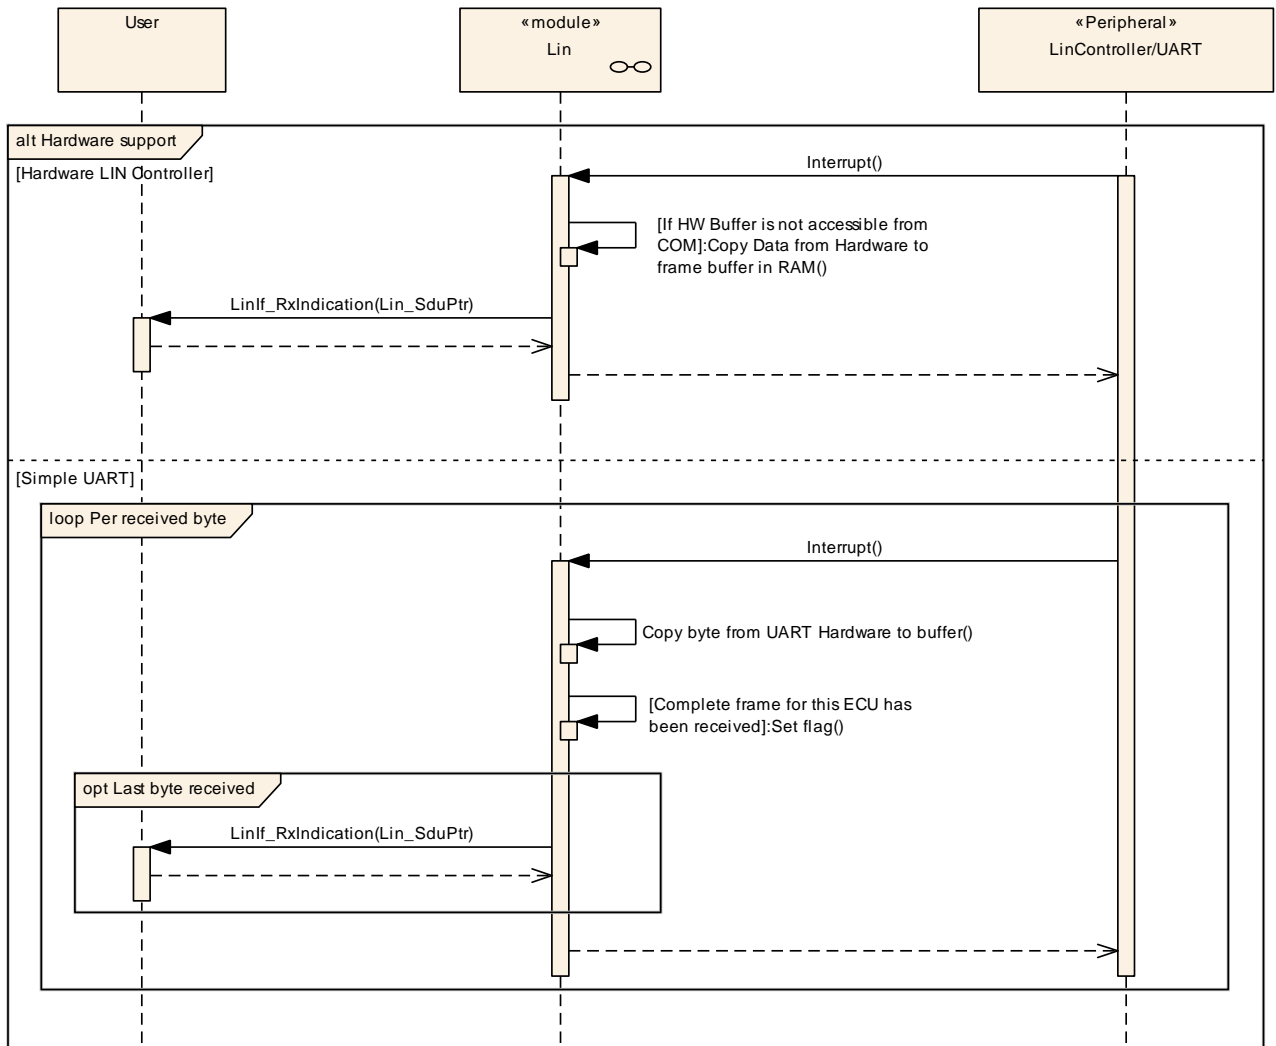 User
«module»
Lin
«Peripheral»
LinController/UART
alt Hardware support
[Hardware LIN Controller]
Interrupt()
[If HW Buffer is not accessible from
COM]:Copy Data from Hardware to
frame buffer in RAM()
LinIf_RxIndication(Lin_SduPtr)
[Simple UART]
loop Per received byte
Interrupt()
Copy byte from UART Hardware to buffer()
[Complete frame for this ECU has
been received]:Set flag()
opt Last byte received
LinIf_RxIndication(Lin_SduPtr)